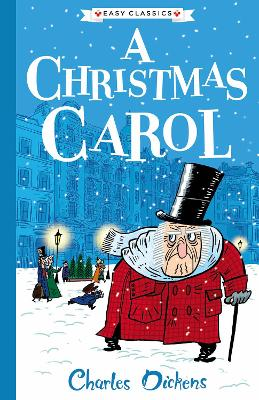 EASY CLASSICS
A
CHRISTMAS
CAROL
Charles Dickens